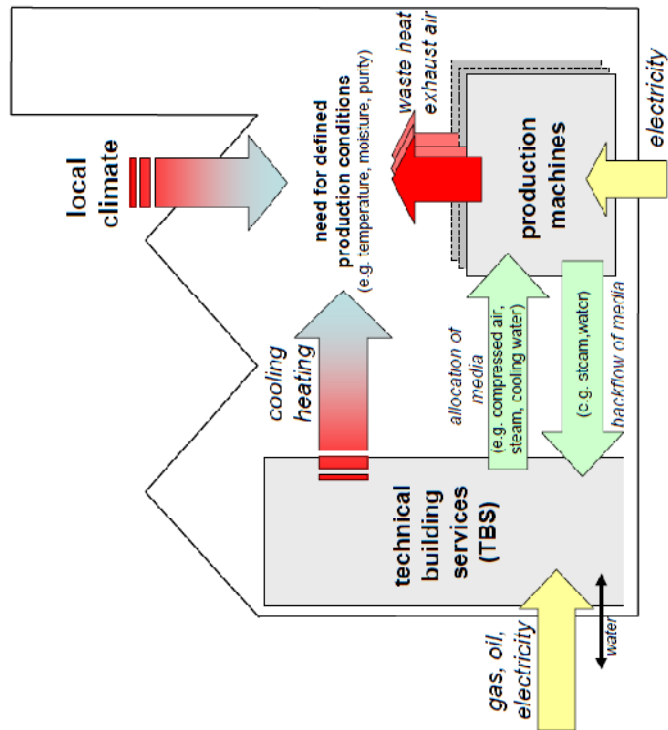 local
climate
cooling
heating
need for defined
production conditions
(e.g. temperature, moisture, purity)
waste heat
exhaust air
technical
building
services
(TBS)
allocation of
media
(e.g. compressed air,
steam, cooling water)
production
machines
(e.g. steam,water)
backflow of media
gas, oil,
electricity
water
electricity